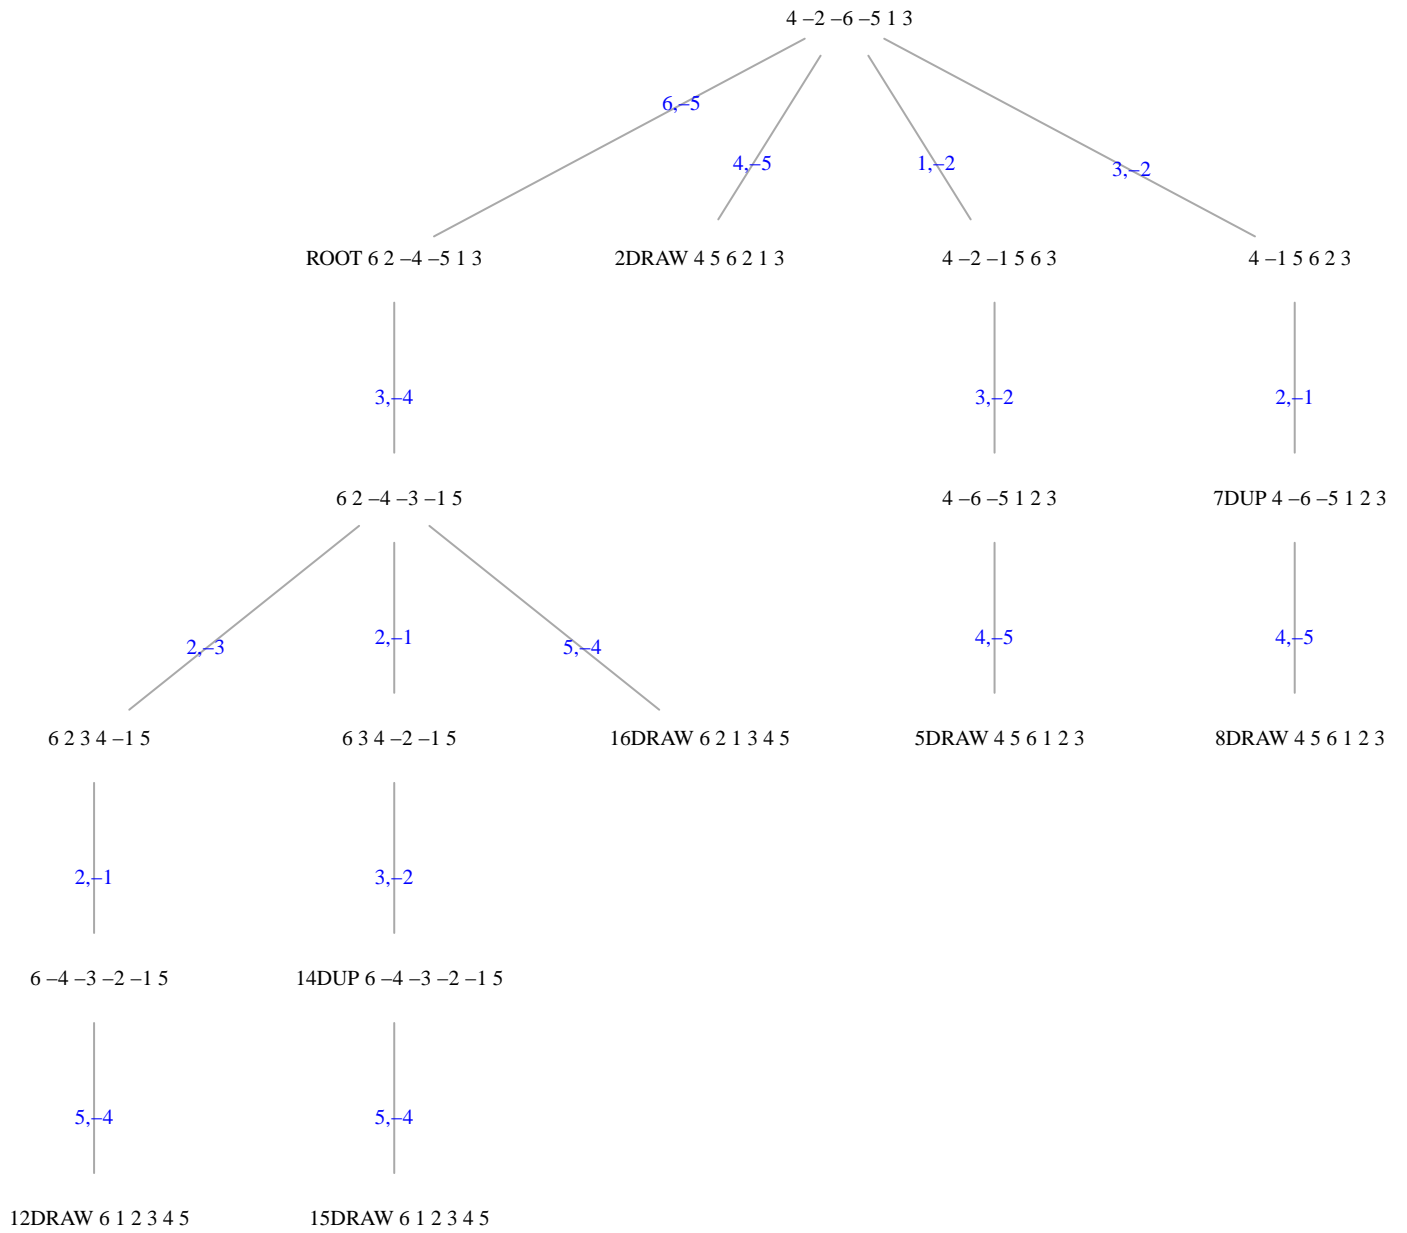 4 –2 –6 –5 1 3
6,–5
4,–5
1,–2
3,–2
ROOT 6 2 –4 –5 1 3
2DRAW 4 5 6 2 1 3
4 –2 –1 5 6 3
4 –1 5 6 2 3
3,–4
3,–2
2,–1
6 2 –4 –3 –1 5
4 –6 –5 1 2 3
7DUP 4 –6 –5 1 2 3
2,–3
2,–1
5,–4
4,–5
4,–5
6 2 3 4 –1 5
6 3 4 –2 –1 5
16DRAW 6 2 1 3 4 5
5DRAW 4 5 6 1 2 3
8DRAW 4 5 6 1 2 3
2,–1
3,–2
6 –4 –3 –2 –1 5
14DUP 6 –4 –3 –2 –1 5
5,–4
5,–4
12DRAW 6 1 2 3 4 5
15DRAW 6 1 2 3 4 5